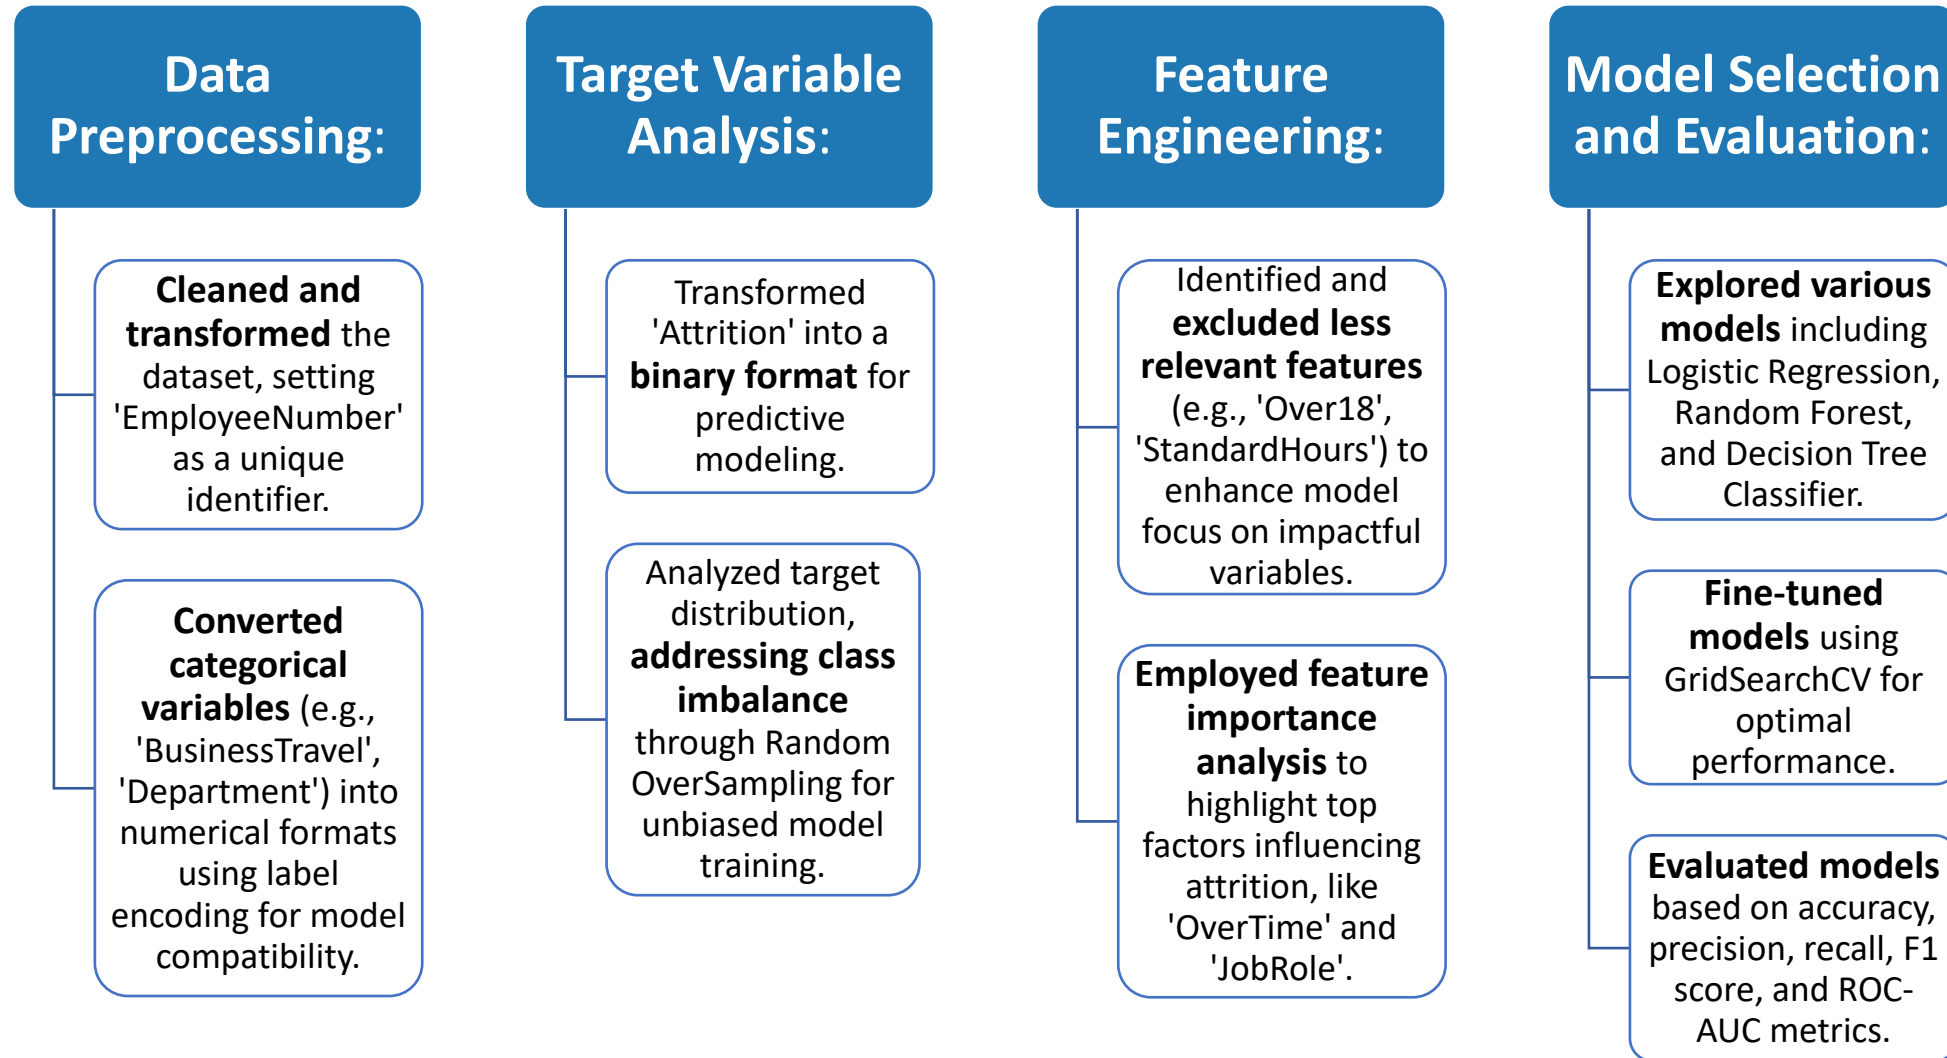 Data
Preprocessing:
Cleaned and
transformed the
dataset, setting
'EmployeeNumber'
as a unique
identifier.
Converted
categorical
variables (e.g.,
'BusinessTravel',
'Department') into
numerical formats
using label
encoding for model
compatibility.
Target Variable
Analysis:
Transformed
'Attrition' into a
binary format for
predictive
modeling.
Analyzed target
distribution,
addressing class
imbalance
through Random
OverSampling for
unbiased model
training.
Feature
Engineering:
Identified and
excluded less
relevant features
(e.g., 'Over18',
'StandardHours') to
enhance model
focus on impactful
variables.
Employed feature
importance
analysis to
highlight top
factors influencing
attrition, like
'OverTime' and
'JobRole'.
Model Selection
and Evaluation:
Explored various
models including
Logistic Regression,
Random Forest,
and Decision Tree
Classifier.
Fine-tuned
models using
GridSearchCV for
optimal
performance.
Evaluated models
based on accuracy,
precision, recall, F1
score, and ROC-
AUC metrics.